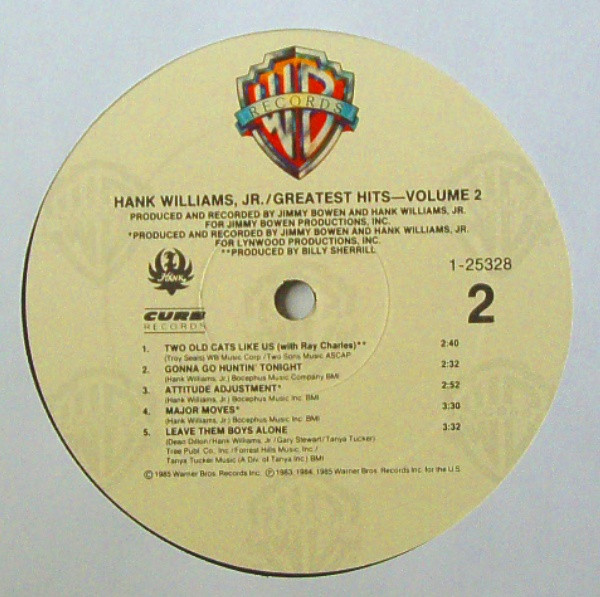 WB
RECORDS
HANK WILLIAMS, JR./GREATEST HITS—VOLUME 2
PRODUCED AND RECORDED BY JIMMY BOWEN AND HANK WILLIAMS, JR.
FOR JIMMY BOWEN PRODUCTIONS, INC.
*PRODUCED AND RECORDED BY JIMMY BOWEN AND HANK WILLIAMS, JR.
FOR LYNWOOD PRODUCTIONS, INC.
**PRODUCED BY BILLY SHERRILL
HANK
1-25328
2
CURB
RECORDS
1. TWO OLD CATS LIKE US (with Ray Charles)** 2:40
(Troy Seals) WB Music Corp./Two Sons Music ASCAP
2. GONNA GO HUNTIN' TONIGHT 2:32
(Hank Williams, Jr.) Bocephus Music Company BMI
3. ATTITUDE ADJUSTMENT* 2:52
(Hank Williams, Jr.) Bocephus Music Inc. BMI
4. MAJOR MOVES* 3:30
(Hank Williams, Jr.) Bocephus Music Inc. BMI
5. LEAVE THEM BOYS ALONE 3:32
(Dean Dillon/Hank Williams, Jr./Gary Stewart/Tanya Tucker)
Tree Publ. Co., Inc./Forrest Hills Music, Inc./
Tanya Tucker Music (A Div. of Tanya Inc.) BMI
©1985 Warner Bros. Records Inc. ℗1983, 1984, 1985 Warner Bros. Records Inc. for the U.S.